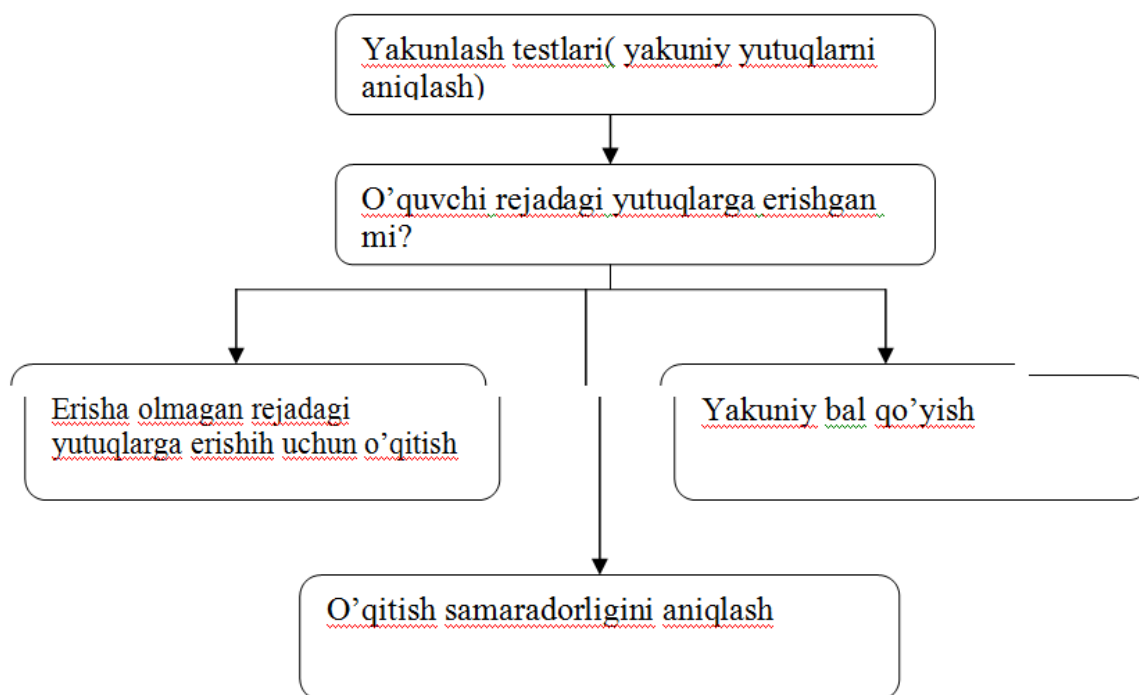 Yakunlash testlari( yakuniy yutuqlarni
aniqlash)
O’quvchi rejadagi yutuqlarga erishgan
mi?
Erisha olmagan rejadagi
yutuqlarga erishih uchun o’qitish
Yakuniy bal qo’yish
O’qitish samaradorligini aniqlash